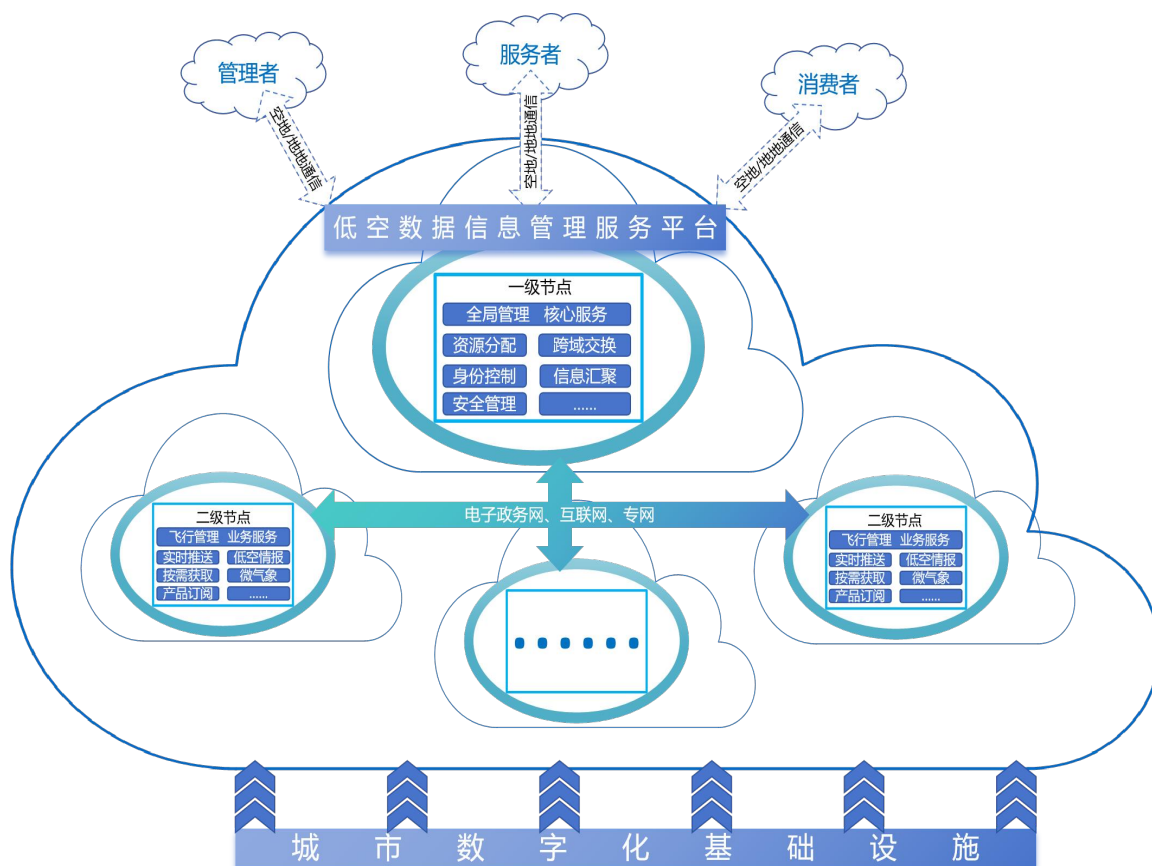 管理者
服务者
消费者
空地/地地通信
空地/地地通信
空地/地地通信
低空数据信息管理服务平台
一级节点
全局管理 核心服务
资源分配 跨域交换
身份控制 信息汇聚
安全管理 ......
电子政务网、互联网、专网
二级节点
飞行管理 业务服务
实时推送 低空情报
按需获取 微气象
产品订阅 ......
二级节点
飞行管理 业务服务
实时推送 低空情报
按需获取 微气象
产品订阅 ......
......
城市数字化基础设施